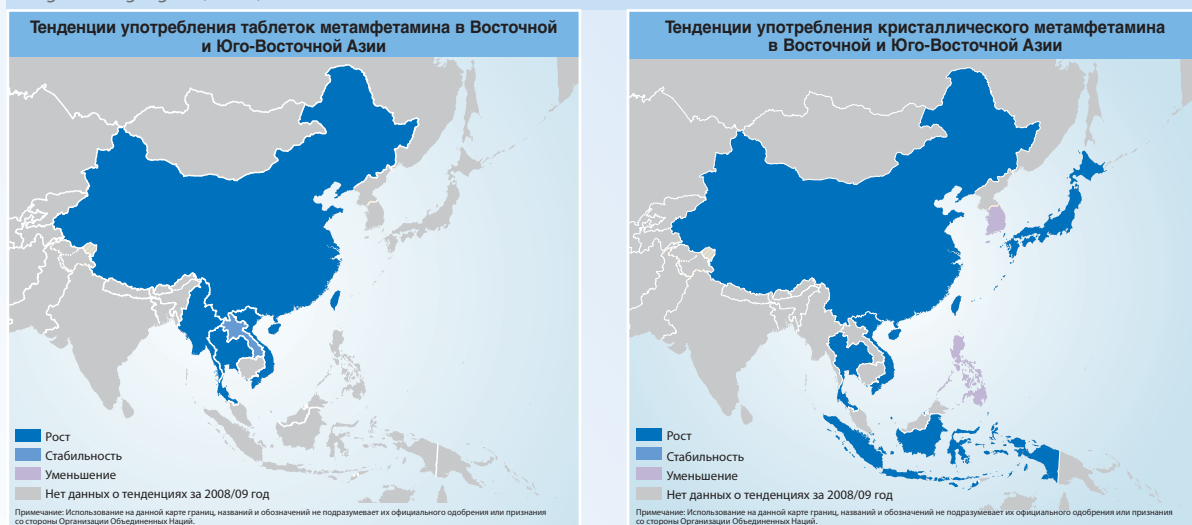 Тенденции употребления таблеток метамфетамина в Восточной
и Юго-Восточной Азии
Рост
Стабильность
Уменьшение
Нет данных о тенденциях за 2008/09 год
Примечание: Использование на данной карте границ, названий и обозначений не подразумевает их официального одобрения или признания
со стороны Организации Объединенных Наций.
Тенденции употребления кристаллического метамфетамина
в Восточной и Юго-Восточной Азии
Рост
Стабильность
Уменьшение
Нет данных о тенденциях за 2008/09 год
Примечание: Использование на данной карте границ, названий и обозначений не подразумевает их официального одобрения или признания
со стороны Организации Объединенных Наций.